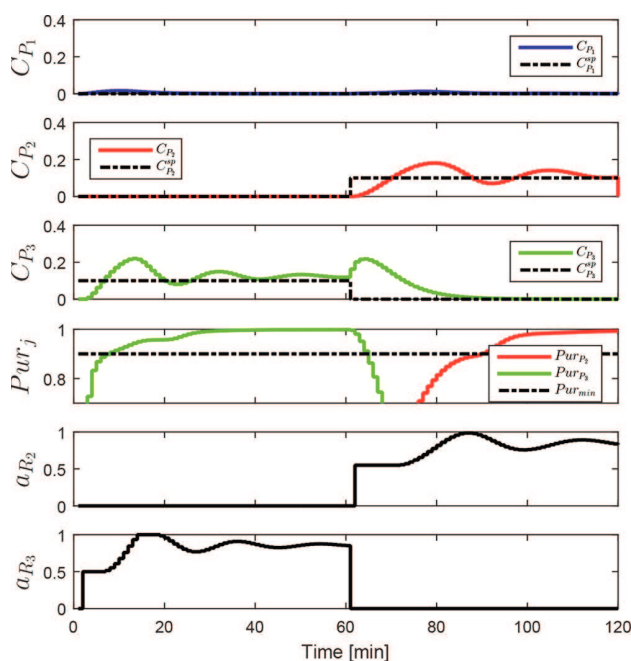 0.4
0.2
0
C_{P_1}
C_{P_1}
C_{P_1}^{sp}
0.4
0.2
0
C_{P_2}
C_{P_2}
C_{P_2}^{sp}
0.4
0.2
0
C_{P_3}
C_{P_3}
C_{P_3}^{sp}
1
0.8
Pur_j
Pur_{P_2}
Pur_{P_3}
Pur_{min}
1
0.5
0
a_{R_2}
1
0.5
0
a_{R_3}
0 20 40 60 80 100 120
Time [min]